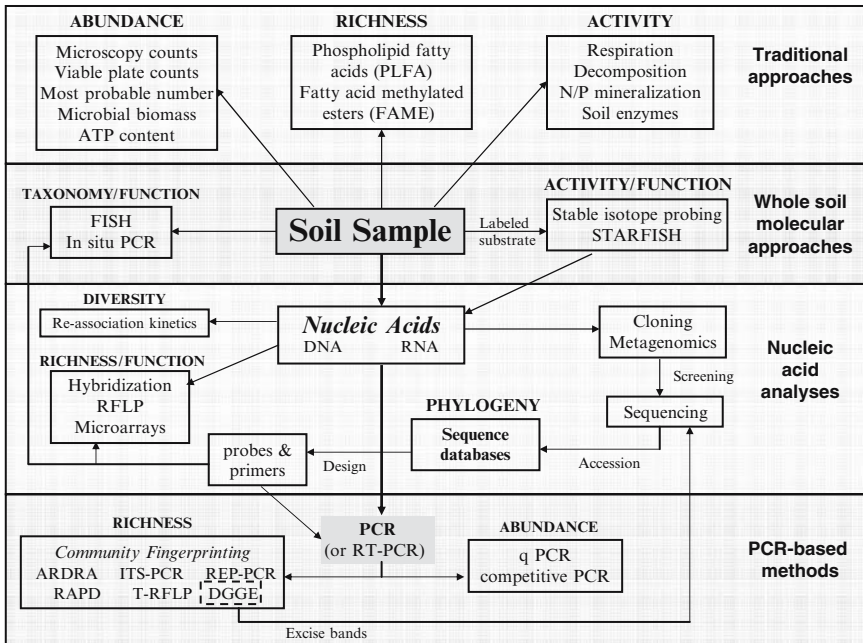 ABUNDANCE
Microscopy counts
Viable plate counts
Most probable number
Microbial biomass
ATP content
RICHNESS
Phospholipid fatty
acids (PLFA)
Fatty acid methylated
esters (FAME)
ACTIVITY
Respiration
Decomposition
N/P mineralization
Soil enzymes
Traditional
approaches
TAXONOMY/FUNCTION
FISH
In situ PCR
Soil Sample
Labeled
substrate
ACTIVITY/FUNCTION
Stable isotope probing
STARFISH
Whole soil
molecular
approaches
DIVERSITY
Re-association kinetics
RICHNESS/FUNCTION
Hybridization
RFLP
Microarrays
Nucleic Acids
DNA RNA
Cloning
Metagenomics
Screening
Sequencing
Accession
PHYLOGENY
Sequence
databases
Design
probes &
primers
Nucleic
acid
analyses
RICHNESS
Community Fingerprinting
ARDRA ITS-PCR REP-PCR
RAPD T-RFLP DGGE
Excise bands
PCR
(or RT-PCR)
ABUNDANCE
q PCR
competitive PCR
PCR-based
methods